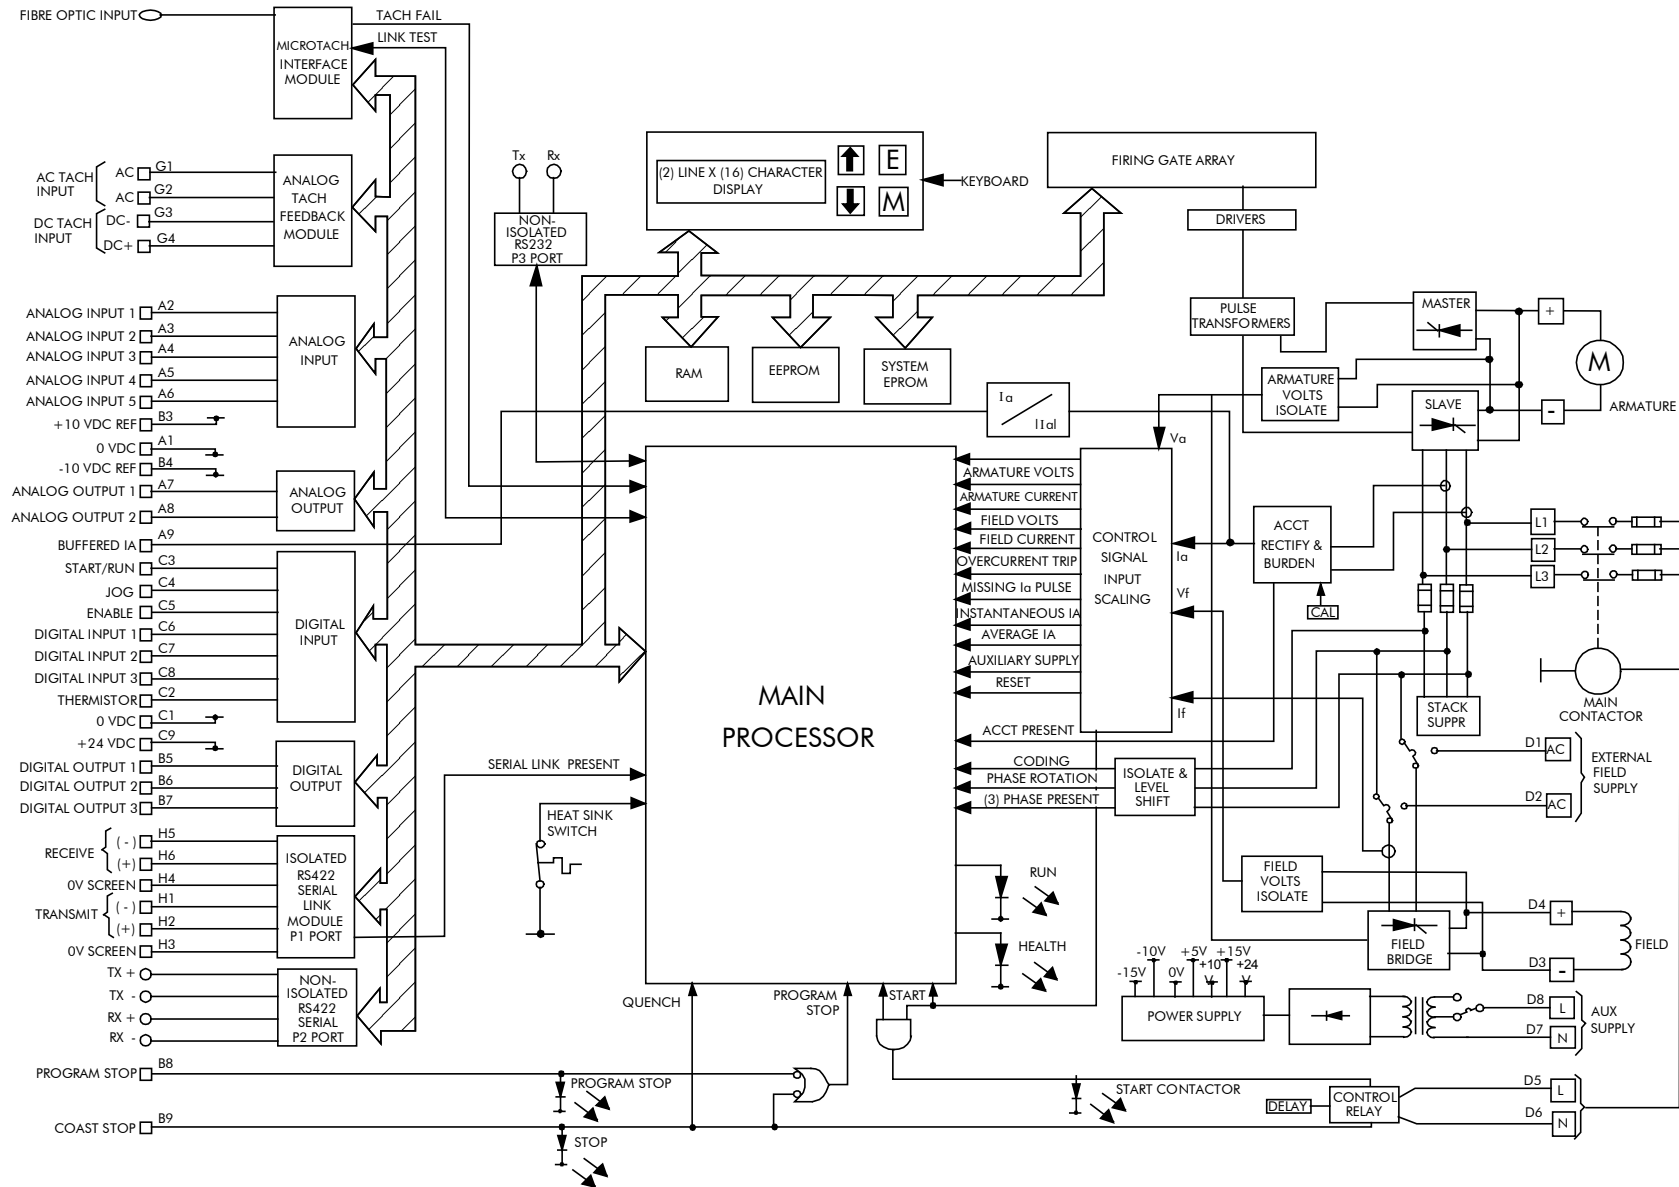 FIBRE OPTIC INPUT
MICROTACH
INTERFACE
MODULE
TACH FAIL
LINK TEST
AC TACH
INPUT
AC G1
AC G2
DC TACH
INPUT
DC- G3
DC+ G4
ANALOG
TACH
FEEDBACK
MODULE
ANALOG INPUT 1 A2
ANALOG INPUT 2 A3
ANALOG INPUT 3 A4
ANALOG INPUT 4 A5
ANALOG INPUT 5 A6
ANALOG
INPUT
+10 VDC REF B3
0 VDC A1
-10 VDC REF B4
ANALOG OUTPUT 1 A7
ANALOG OUTPUT 2 A8
ANALOG
OUTPUT
BUFFERED IA A9
START/RUN C3
JOG C4
ENABLE C5
DIGITAL INPUT 1 C6
DIGITAL INPUT 2 C7
DIGITAL INPUT 3 C8
THERMISTOR C2
DIGITAL
INPUT
0 VDC C1
+24 VDC C9
DIGITAL OUTPUT 1 B5
DIGITAL OUTPUT 2 B6
DIGITAL OUTPUT 3 B7
DIGITAL
OUTPUT
RECEIVE
(-) H5
(+) H6
0V SCREEN H4
TRANSMIT
(-) H1
(+) H2
0V SCREEN H3
ISOLATED
RS422
SERIAL
LINK
MODULE
P1 PORT
TX +
TX -
RX +
RX -
NON-
ISOLATED
RS422
SERIAL
P2 PORT
PROGRAM STOP B8
COAST STOP B9
PROGRAM STOP
STOP
Tx Rx
NON-
ISOLATED
RS232
P3 PORT
(2) LINE X (16) CHARACTER
DISPLAY
E
M
KEYBOARD
FIRING GATE ARRAY
DRIVERS
PULSE
TRANSFORMERS
RAM
EEPROM
SYSTEM
EPROM
Ia
IIaI
MAIN
PROCESSOR
SERIAL LINK PRESENT
HEAT SINK
SWITCH
QUENCH
PROGRAM
STOP
START
RUN
HEALTH
ARMATURE VOLTS
ARMATURE CURRENT
FIELD VOLTS
FIELD CURRENT
OVERCURRENT TRIP
MISSING Ia PULSE
INSTANTANEOUS IA
AVERAGE IA
AUXILIARY SUPPLY
RESET
ACCT PRESENT
CODING
PHASE ROTATION
(3) PHASE PRESENT
CONTROL
SIGNAL
INPUT
SCALING
Va
Ia
Vf
If
ISOLATE &
LEVEL
SHIFT
MASTER
ARMATURE
VOLTS
ISOLATE
SLAVE
+
M
-
ARMATURE
ACCT
RECTIFY &
BURDEN
CAL
L1
L2
L3
MAIN
CONTACTOR
STACK
SUPPR
D1 AC
D2 AC
EXTERNAL
FIELD
SUPPLY
FIELD
VOLTS
ISOLATE
FIELD
BRIDGE
D4 +
D3 -
FIELD
-15V
-10V
0V
+5V
+10
V
+15V
+24
V
POWER SUPPLY
D8 L
D7 N
AUX
SUPPLY
START CONTACTOR
DELAY
CONTROL
RELAY
D5 L
D6 N